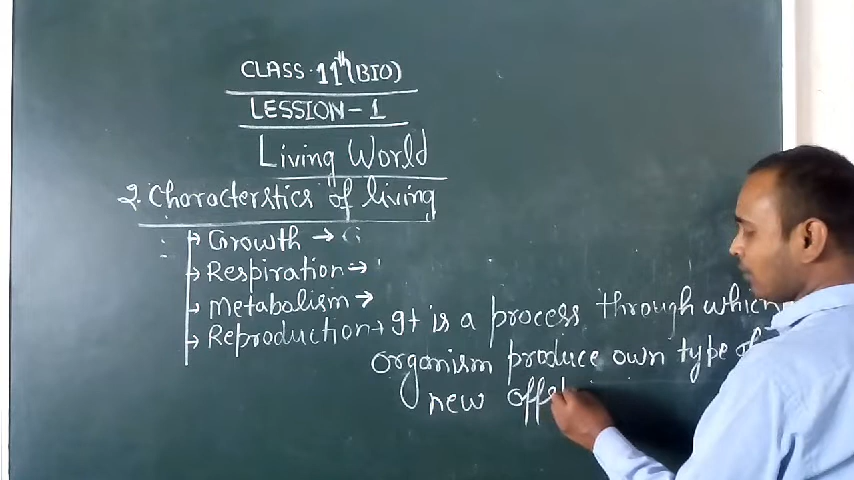 CLASS. 11th (BIO)
LESSION - 1
Living World
2. Characterstics of living
Growth →
Respiration →
Metabolism →
Reproduction → It is a process through which
organism produce own type of
new